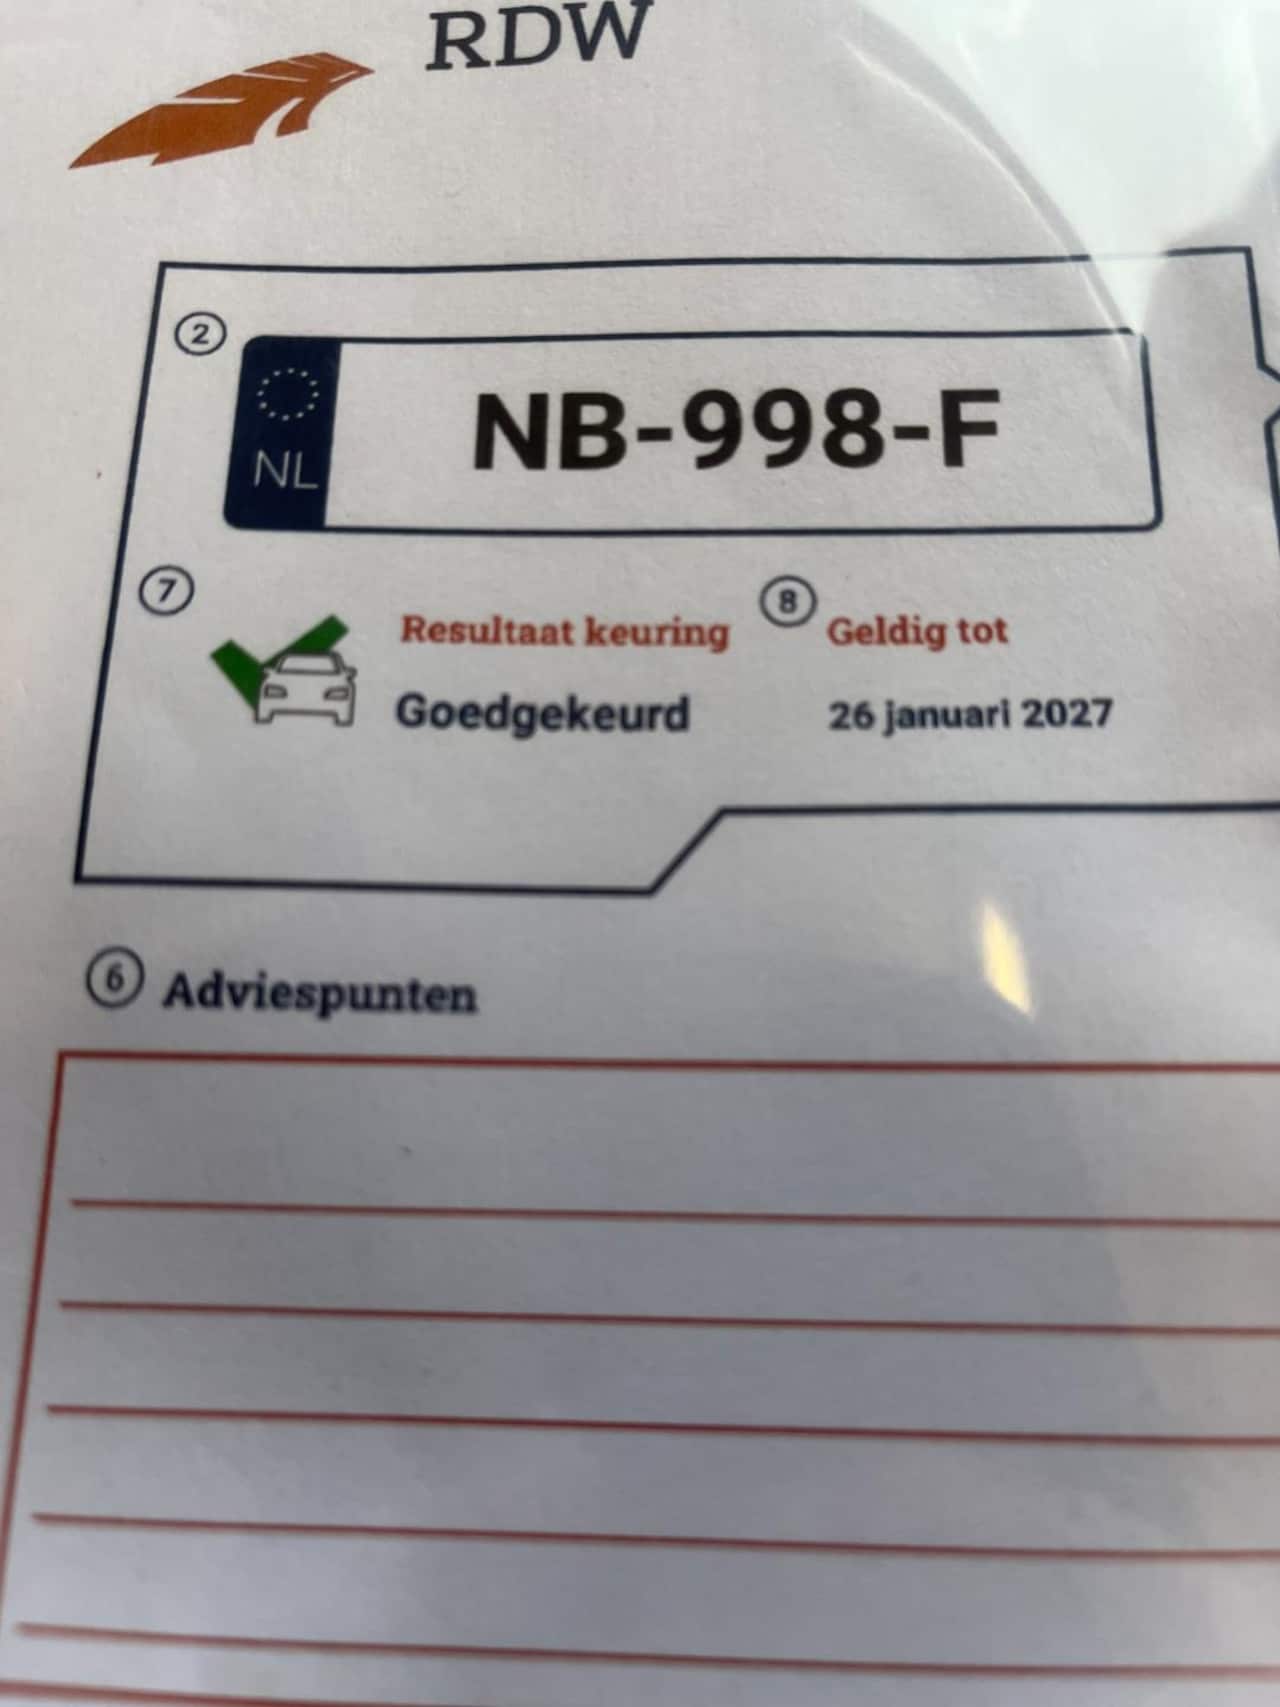 RDW
2
NL
NB-998-F
7
Resultaat keuring
8
Geldig tot
Goedgekeurd
26 januari 2027
6
Adviespunten